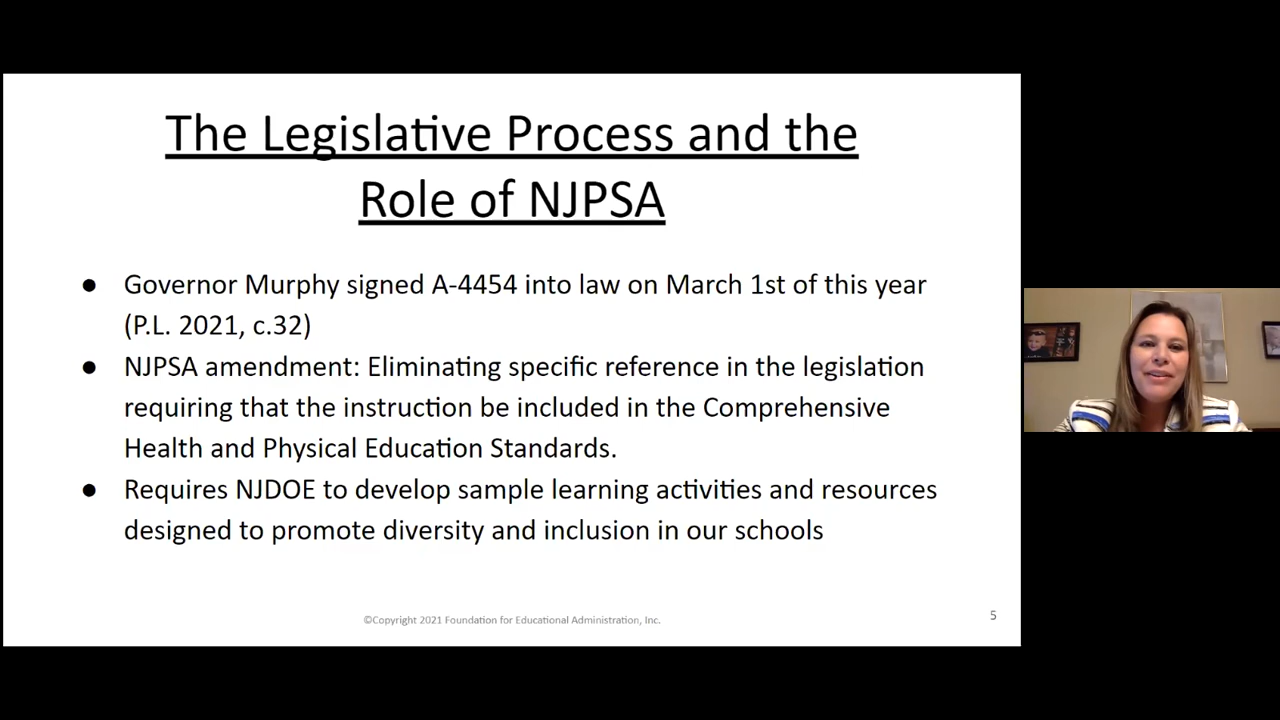 The Legislative Process and the
Role of NJPSA
● Governor Murphy signed A-4454 into law on March 1st of this year
(P.L. 2021, c.32)
● NJPSA amendment: Eliminating specific reference in the legislation
requiring that the instruction be included in the Comprehensive
Health and Physical Education Standards.
● Requires NJDOE to develop sample learning activities and resources
designed to promote diversity and inclusion in our schools
©Copyright 2021 Foundation for Educational Administration, Inc.
5